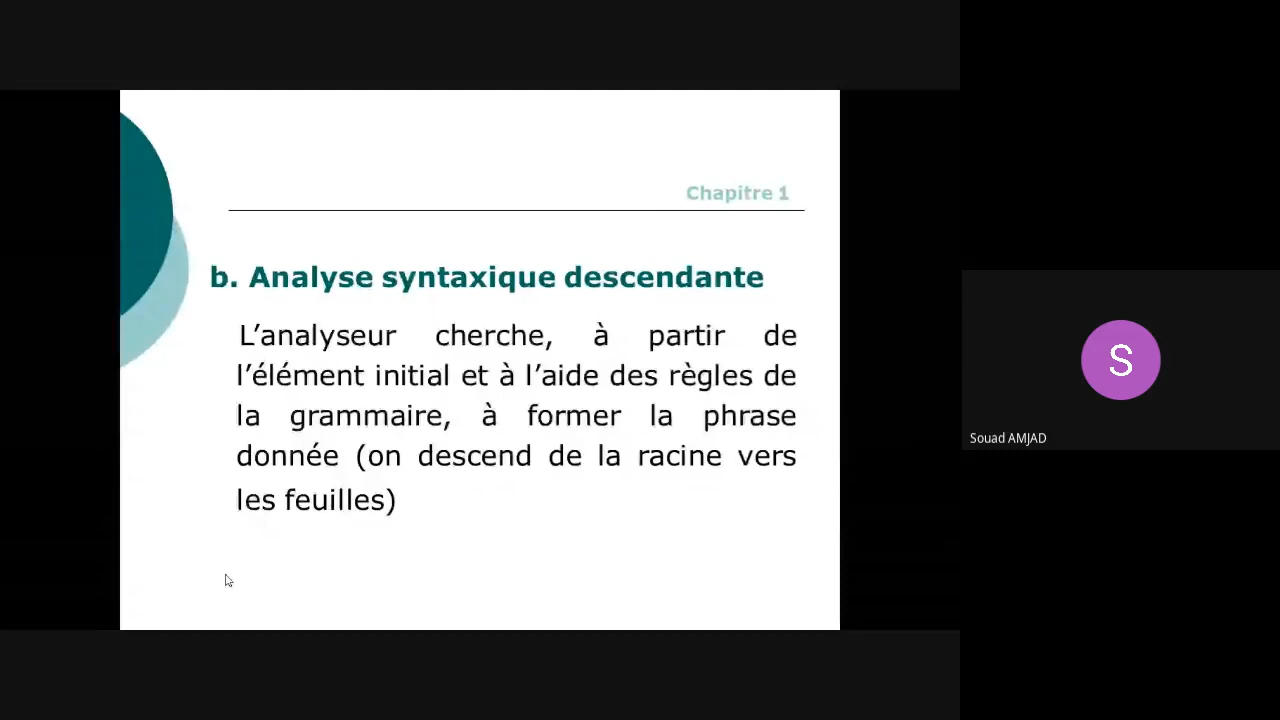 Chapitre 1
b. Analyse syntaxique descendante
L’analyseur cherche, à partir de
l’élément initial et à l’aide des règles de
la grammaire, à former la phrase
donnée (on descend de la racine vers
les feuilles)
S
Souad AMJAD